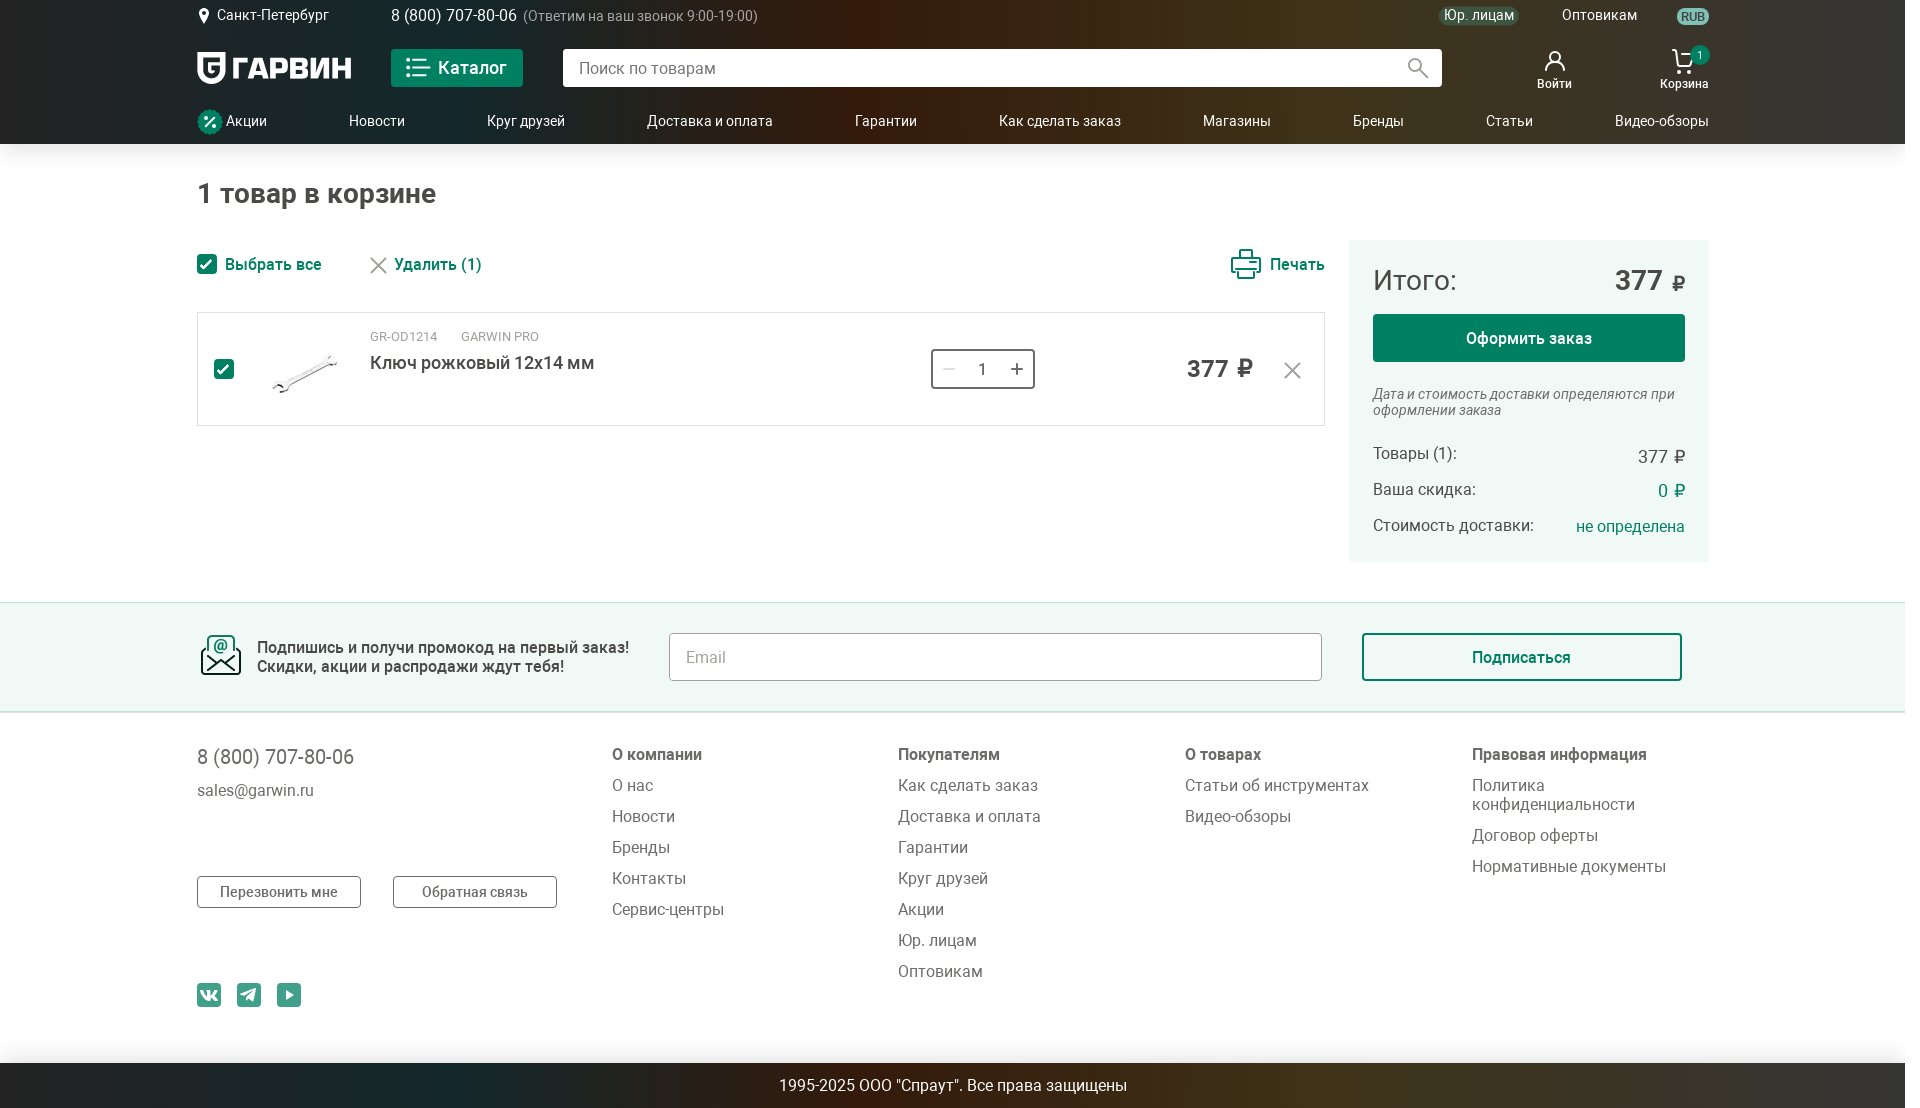 Санкт-Петербург
8 (800) 707-80-06 (Ответим на ваш звонок 9:00-19:00)
Юр. лицам
Оптовикам
RUB
ГАРВИН
Каталог
Поиск по товарам
Войти
1
Корзина
Акции
Новости
Круг друзей
Доставка и оплата
Гарантии
Как сделать заказ
Магазины
Бренды
Статьи
Видео-обзоры
1 товар в корзине
Выбрать все
Удалить (1)
Печать
GR-OD1214 GARWIN PRO
Ключ рожковый 12х14 мм
1
377 ₽
Итого: 377 ₽
Оформить заказ
Дата и стоимость доставки определяются при
оформлении заказа
Товары (1): 377 ₽
Ваша скидка: 0 ₽
Стоимость доставки: не определена
Подпишись и получи промокод на первый заказ!
Скидки, акции и распродажи ждут тебя!
Email
Подписаться
8 (800) 707-80-06
sales@garwin.ru
Перезвонить мне
Обратная связь
О компании
О нас
Новости
Бренды
Контакты
Сервис-центры
Покупателям
Как сделать заказ
Доставка и оплата
Гарантии
Круг друзей
Акции
Юр. лицам
Оптовикам
О товарах
Статьи об инструментах
Видео-обзоры
Правовая информация
Политика
конфиденциальности
Договор оферты
Нормативные документы
1995-2025 ООО "Спраут". Все права защищены